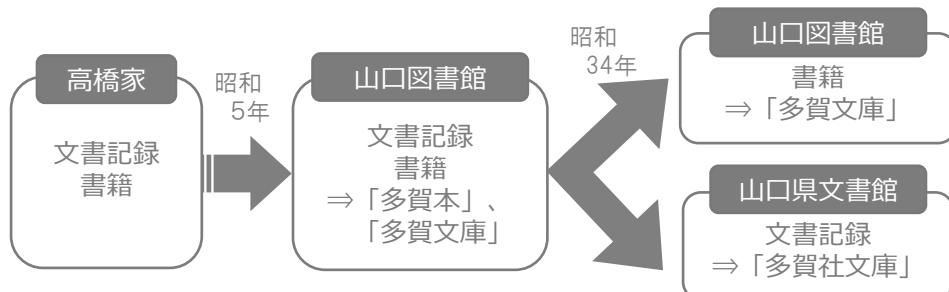 高橋家
文書記録
書籍
昭和
5年
山口図書館
文書記録
書籍
⇒「多賀本」、
「多賀文庫」
昭和
34年
山口図書館
書籍
⇒「多賀文庫」
山口県文書館
文書記録
⇒「多賀社文庫」